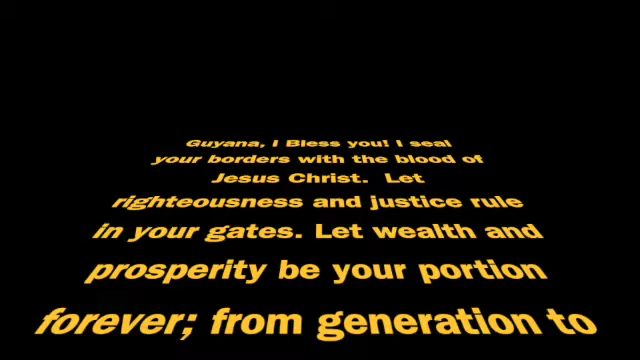 Guyana, I Bless you! I seal
your borders with the blood of
Jesus Christ. Let
righteousness and justice rule
in your gates. Let wealth and
prosperity be your portion
forever; from generation to